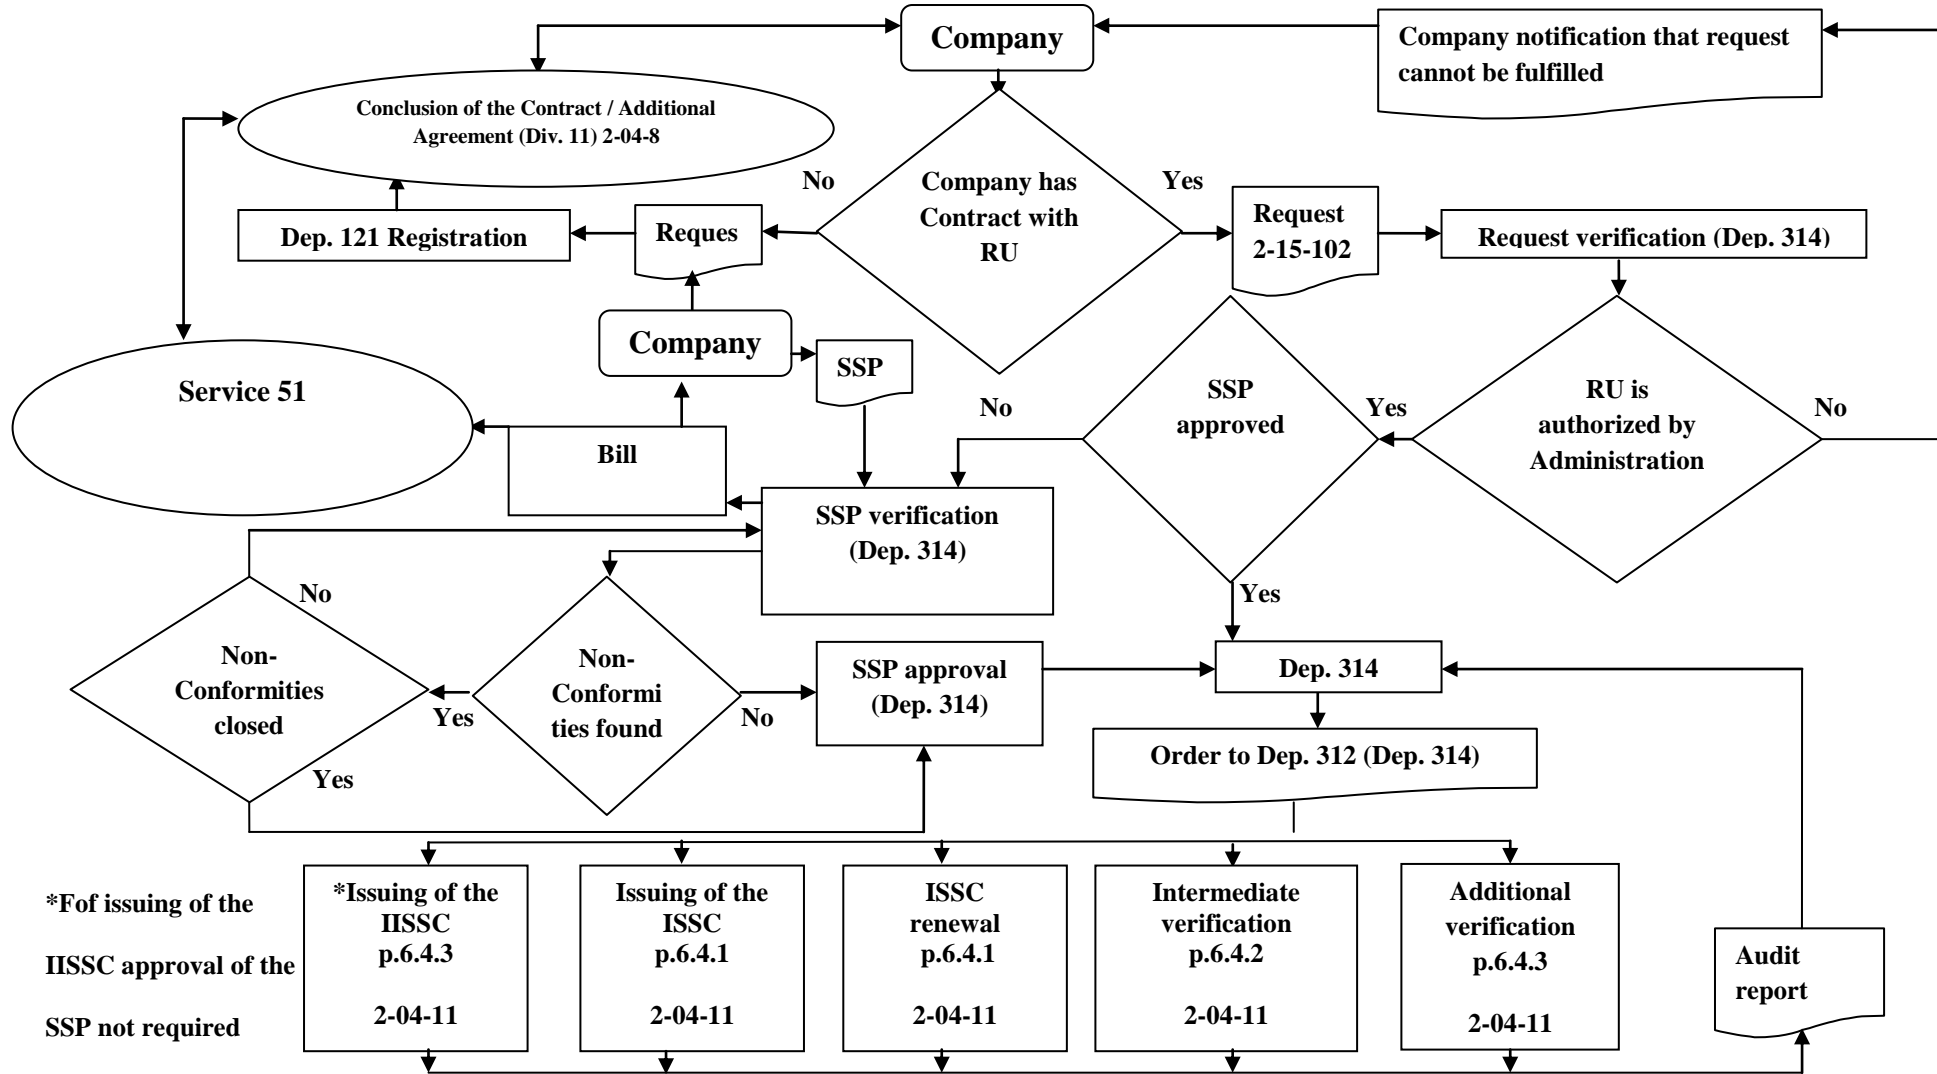 Company
Company notification that request
cannot be fulfilled
Conclusion of the Contract / Additional
Agreement (Div. 11) 2-04-8
No
Company has
Contract with
RU
Yes
Reques
Dep. 121 Registration
Request
2-15-102
Request verification (Dep. 314)
Company
SSP
Service 51
Bill
No
SSP
approved
Yes
RU is
authorized by
Administration
No
SSP verification
(Dep. 314)
Yes
No
Non-
Conformities
closed
Yes
Yes
Non-
Conformi
ties found
No
SSP approval
(Dep. 314)
Dep. 314
Order to Dep. 312 (Dep. 314)
*Fof issuing of the
IISSC approval of the
SSP not required
*Issuing of the
IISSC
p.6.4.3
2-04-11
Issuing of the
ISSC
p.6.4.1
2-04-11
ISSC
renewal
p.6.4.1
2-04-11
Intermediate
verification
p.6.4.2
2-04-11
Additional
verification
p.6.4.3
2-04-11
Audit
report